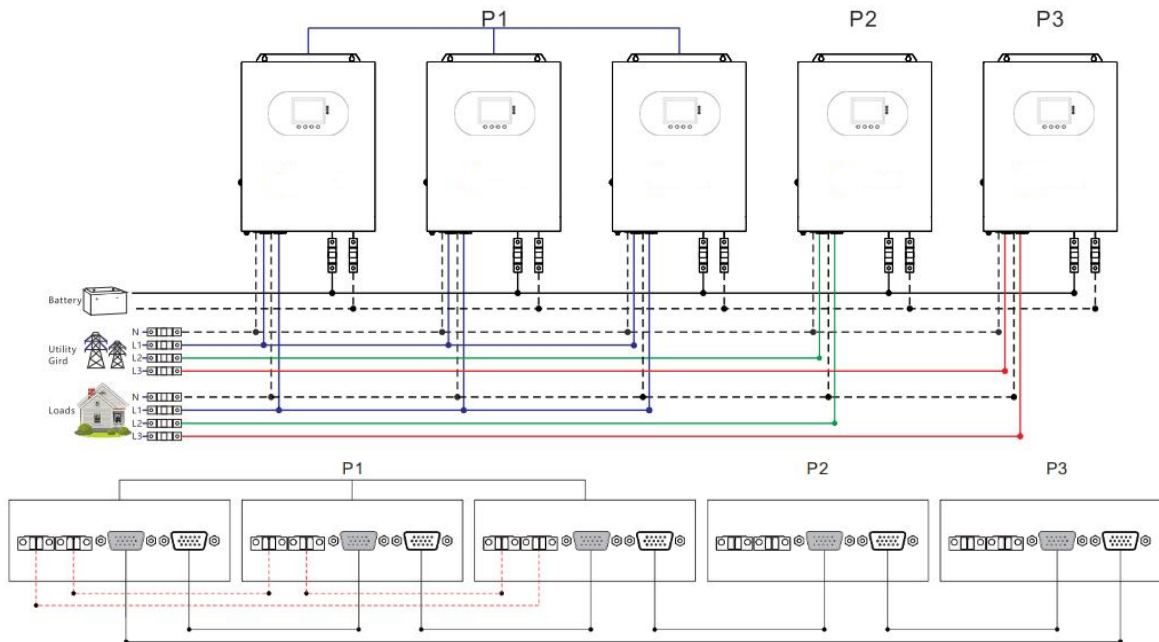 P1 P2 P3
Battery
Utility
Gird
N
L1
L2
L3
Loads
N
L1
L2
L3
P1 P2 P3